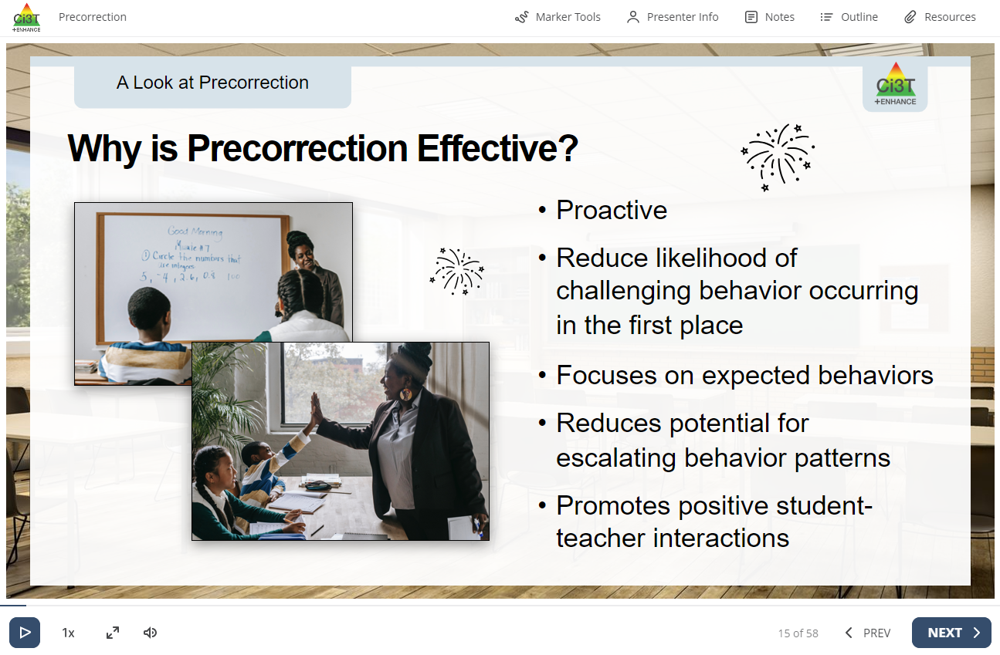 Ci3T
+ENHANCE
Precorrection
Marker Tools
Presenter Info
Notes
Outline
Resources
A Look at Precorrection
Ci3T
+ENHANCE
Why is Precorrection Effective?
Good Morning
Module #7
① Circle the numbers that
are integers
5, -4, 2.6, 0.8 100
• Proactive
• Reduce likelihood of
challenging behavior occurring
in the first place
• Focuses on expected behaviors
• Reduces potential for
escalating behavior patterns
• Promotes positive student-
teacher interactions
1x
15 of 58
PREV
NEXT